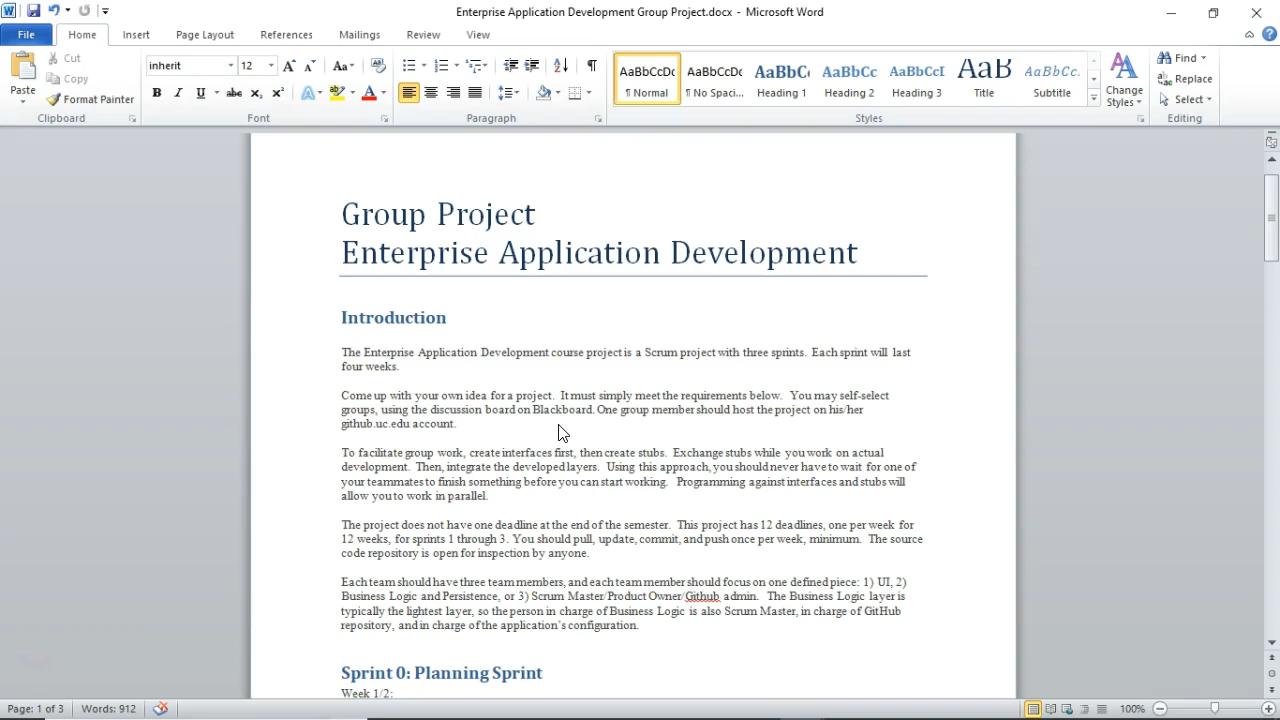 Enterprise Application Development Group Project.docx - Microsoft Word
File Home Insert Page Layout References Mailings Review View
Paste
Cut
Copy
Format Painter
Clipboard
inherit 12
Font
Paragraph
AaBbCcDc AaBbCcDc AaBbC AaBbCc AaBbCcI AaB AaBbCc.
¶ Normal ¶ No Spaci... Heading 1 Heading 2 Heading 3 Title Subtitle
Change
Styles
Styles
Find
Replace
Select
Editing
Group Project
Enterprise Application Development
Introduction
The Enterprise Application Development course project is a Scrum project with three sprints. Each sprint will last
four weeks.
Come up with your own idea for a project. It must simply meet the requirements below. You may self-select
groups, using the discussion board on Blackboard. One group member should host the project on his/her
github.uc.edu account.
To facilitate group work, create interfaces first, then create stubs. Exchange stubs while you work on actual
development. Then, integrate the developed layers. Using this approach, you should never have to wait for one of
your teammates to finish something before you can start working. Programming against interfaces and stubs will
allow you to work in parallel.
The project does not have one deadline at the end of the semester. This project has 12 deadlines, one per week for
12 weeks, for sprints 1 through 3. You should pull, update, commit, and push once per week, minimum. The source
code repository is open for inspection by anyone.
Each team should have three team members, and each team member should focus on one defined piece: 1) UI, 2)
Business Logic and Persistence, or 3) Scrum Master/Product Owner/Github admin. The Business Logic layer is
typically the lightest layer, so the person in charge of Business Logic is also Scrum Master, in charge of GitHub
repository, and in charge of the application's configuration.
Sprint 0: Planning Sprint
Week 1/2:
Page: 1 of 3 Words: 912 100%